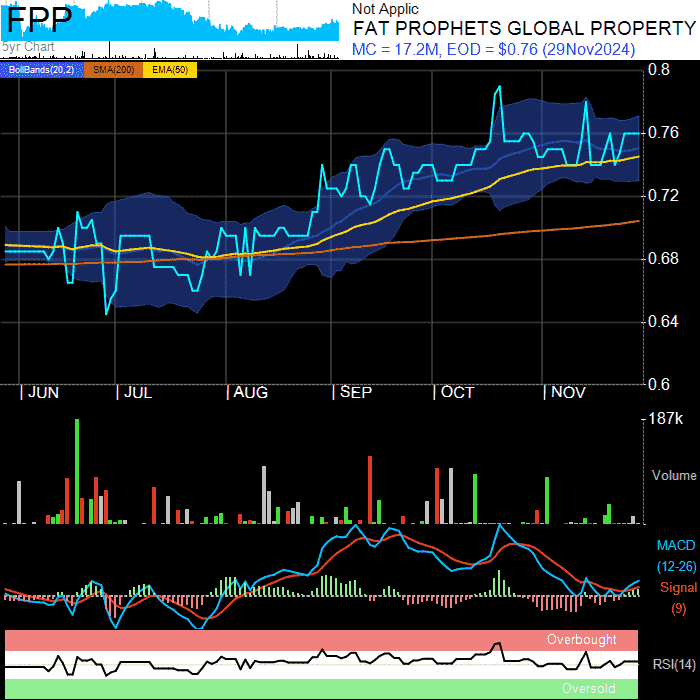 FPP
5yr Chart
Not Applic
FAT PROPHETS GLOBAL PROPERTY
MC = 17.2M, EOD = $0.76 (29Nov2024)
BollBands(20,2) SMA(200) EMA(50)
0.8
0.76
0.72
0.68
0.64
0.6
| JUN | JUL | AUG | SEP | OCT | NOV
187k
Volume
MACD
(12-26)
Signal
(9)
Overbought
RSI(14)
Oversold